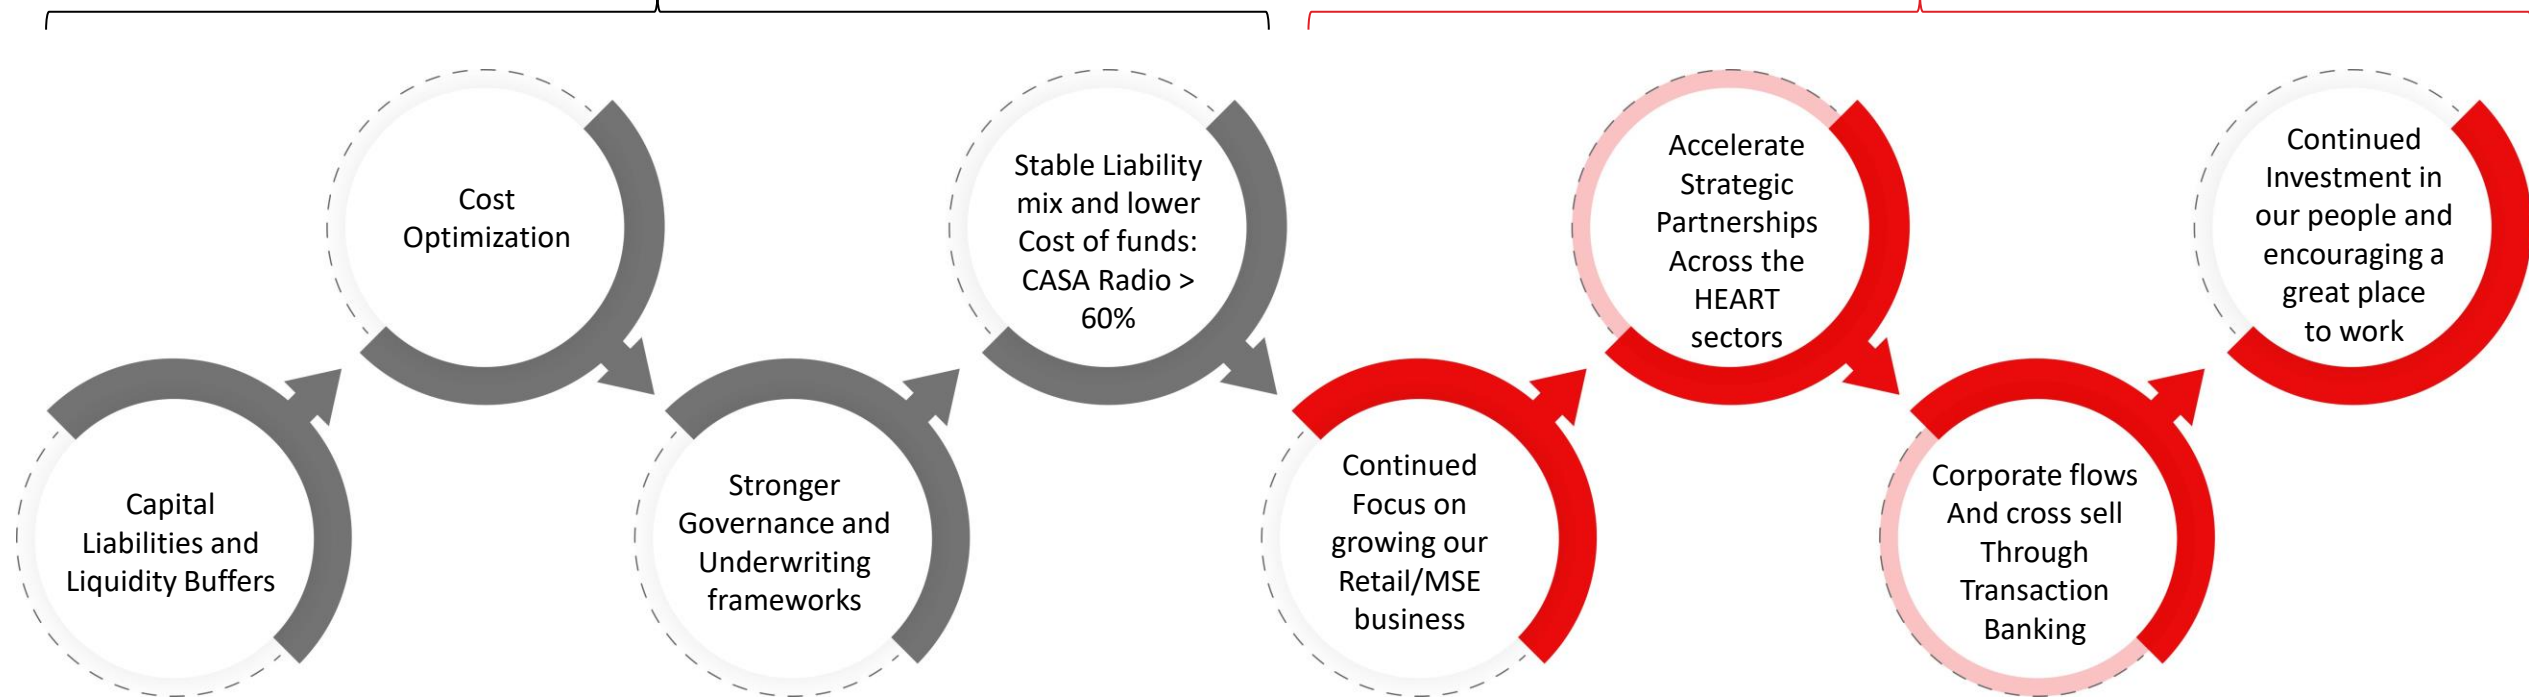 Capital
Liabilities and
Liquidity Buffers
Cost
Optimization
Stronger
Governance and
Underwriting
frameworks
Stable Liability
mix and lower
Cost of funds:
CASA Radio >
60%
Continued
Focus on
growing our
Retail/MSE
business
Accelerate
Strategic
Partnerships
Across the
HEART
sectors
Corporate flows
And cross sell
Through
Transaction
Banking
Continued
Investment in
our people and
encouraging a
great place
to work